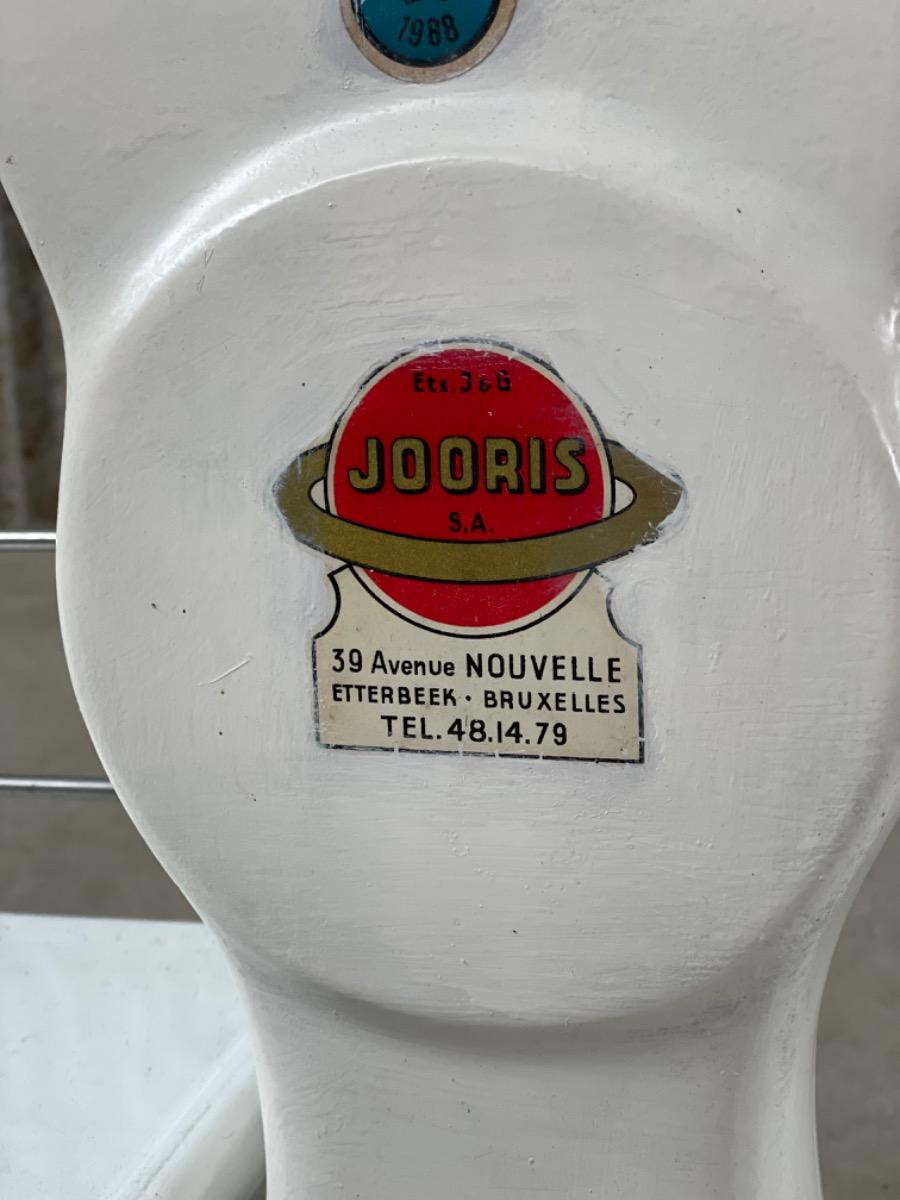 1988
Ets. J & G
JOORIS
S.A.
39 Avenue NOUVELLE
ETTERBEEK · BRUXELLES
TEL. 48.14.79